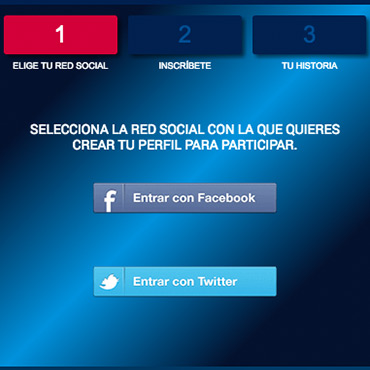 1 2 3
ELIGE TU RED SOCIAL INSCRÍBETE TU HISTORIA
SELECCIONA LA RED SOCIAL CON LA QUE QUIERES
CREAR TU PERFIL PARA PARTICIPAR.
f Entrar con Facebook
Entrar con Twitter